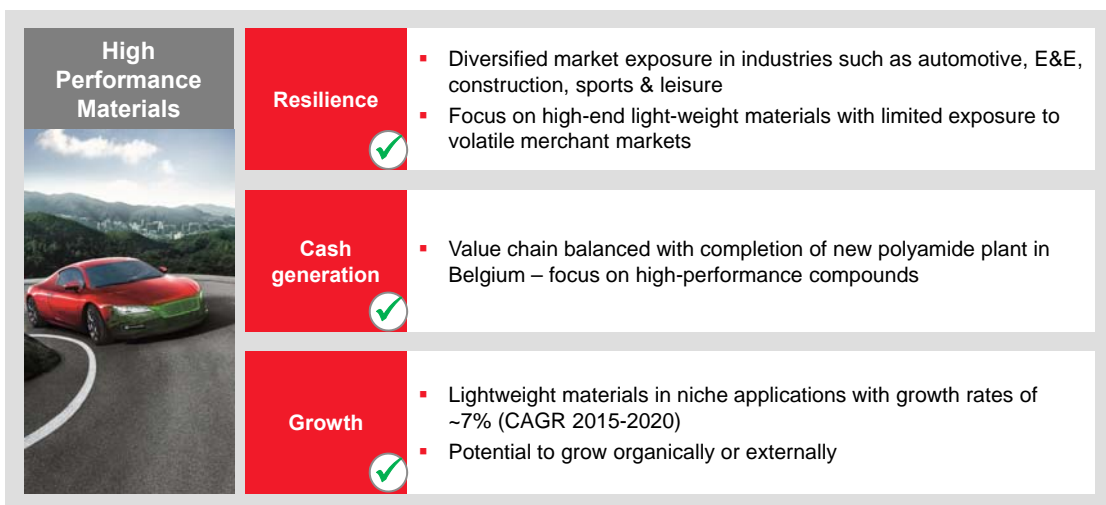 High
Performance
Materials
Resilience
▪ Diversified market exposure in industries such as automotive, E&E,
construction, sports & leisure
▪ Focus on high-end light-weight materials with limited exposure to
volatile merchant markets
Cash
generation
▪ Value chain balanced with completion of new polyamide plant in
Belgium – focus on high-performance compounds
Growth
▪ Lightweight materials in niche applications with growth rates of
~7% (CAGR 2015-2020)
▪ Potential to grow organically or externally